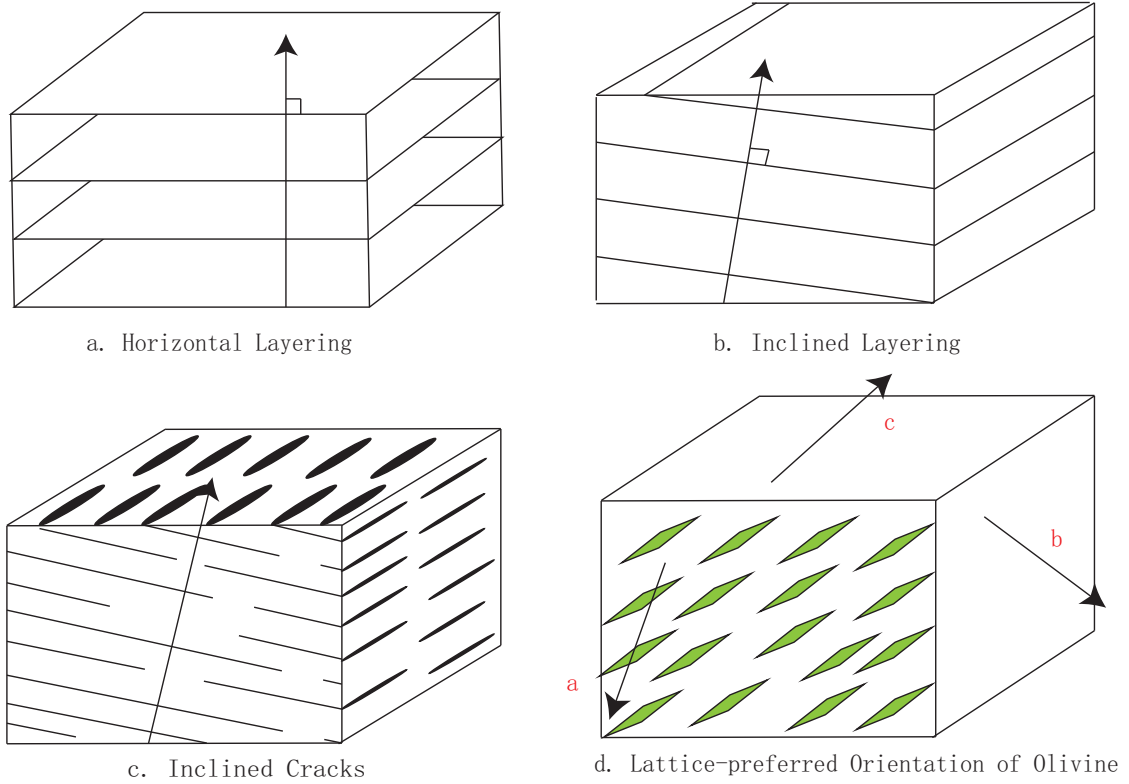 a. Horizontal Layering
b. Inclined Layering
c
b
a
c. Inclined Cracks
d. Lattice-preferred Orientation of Olivine